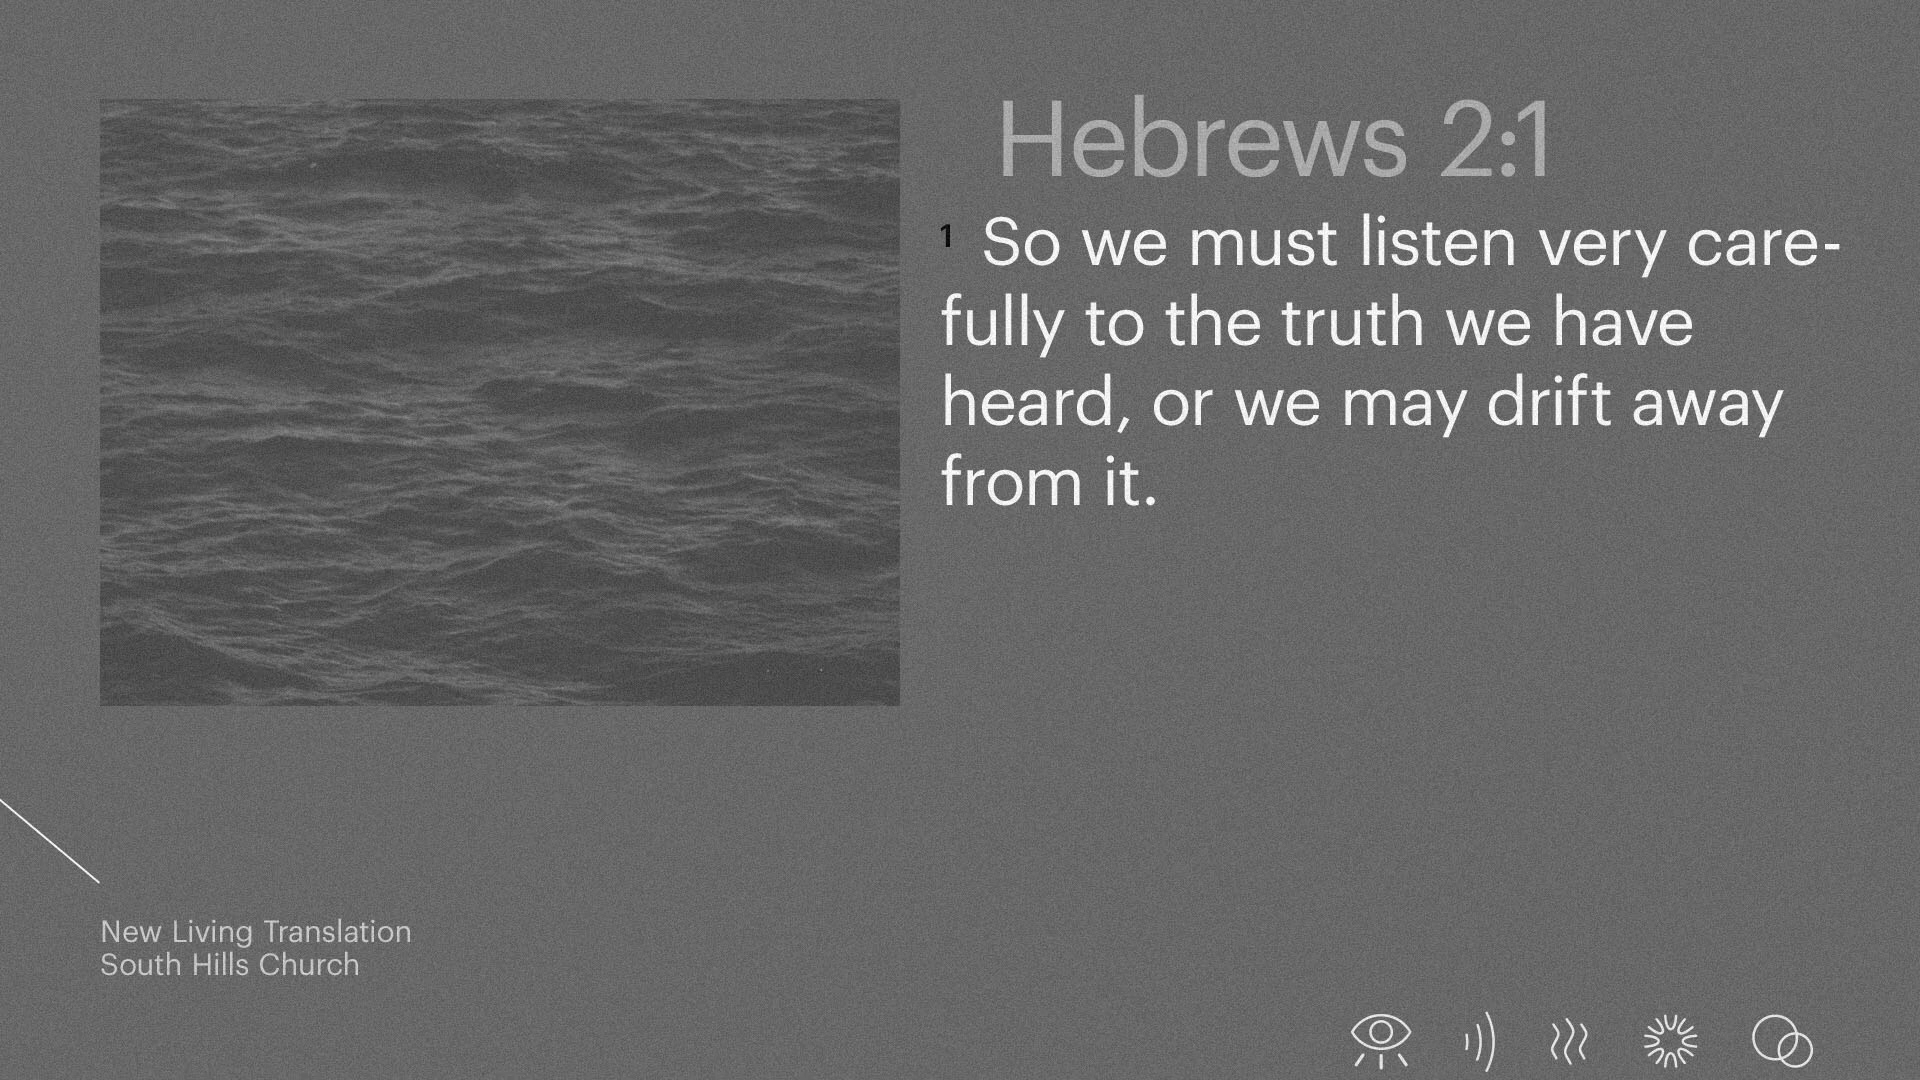 Hebrews 2:1
1 So we must listen very care-
fully to the truth we have
heard, or we may drift away
from it.
New Living Translation
South Hills Church